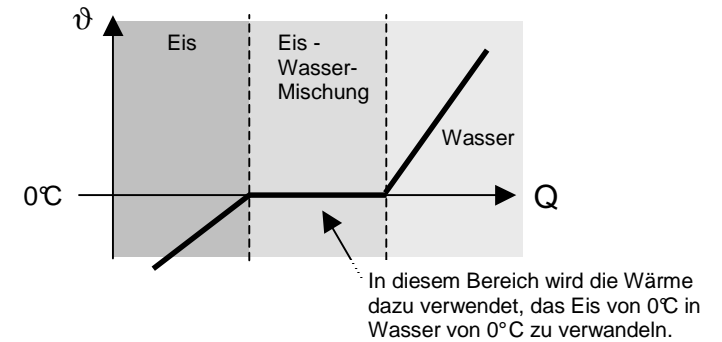 ϑ
Eis
Eis -
Wasser-
Mischung
Wasser
0°C
Q
In diesem Bereich wird die Wärme
dazu verwendet, das Eis von 0°C in
Wasser von 0°C zu verwandeln.